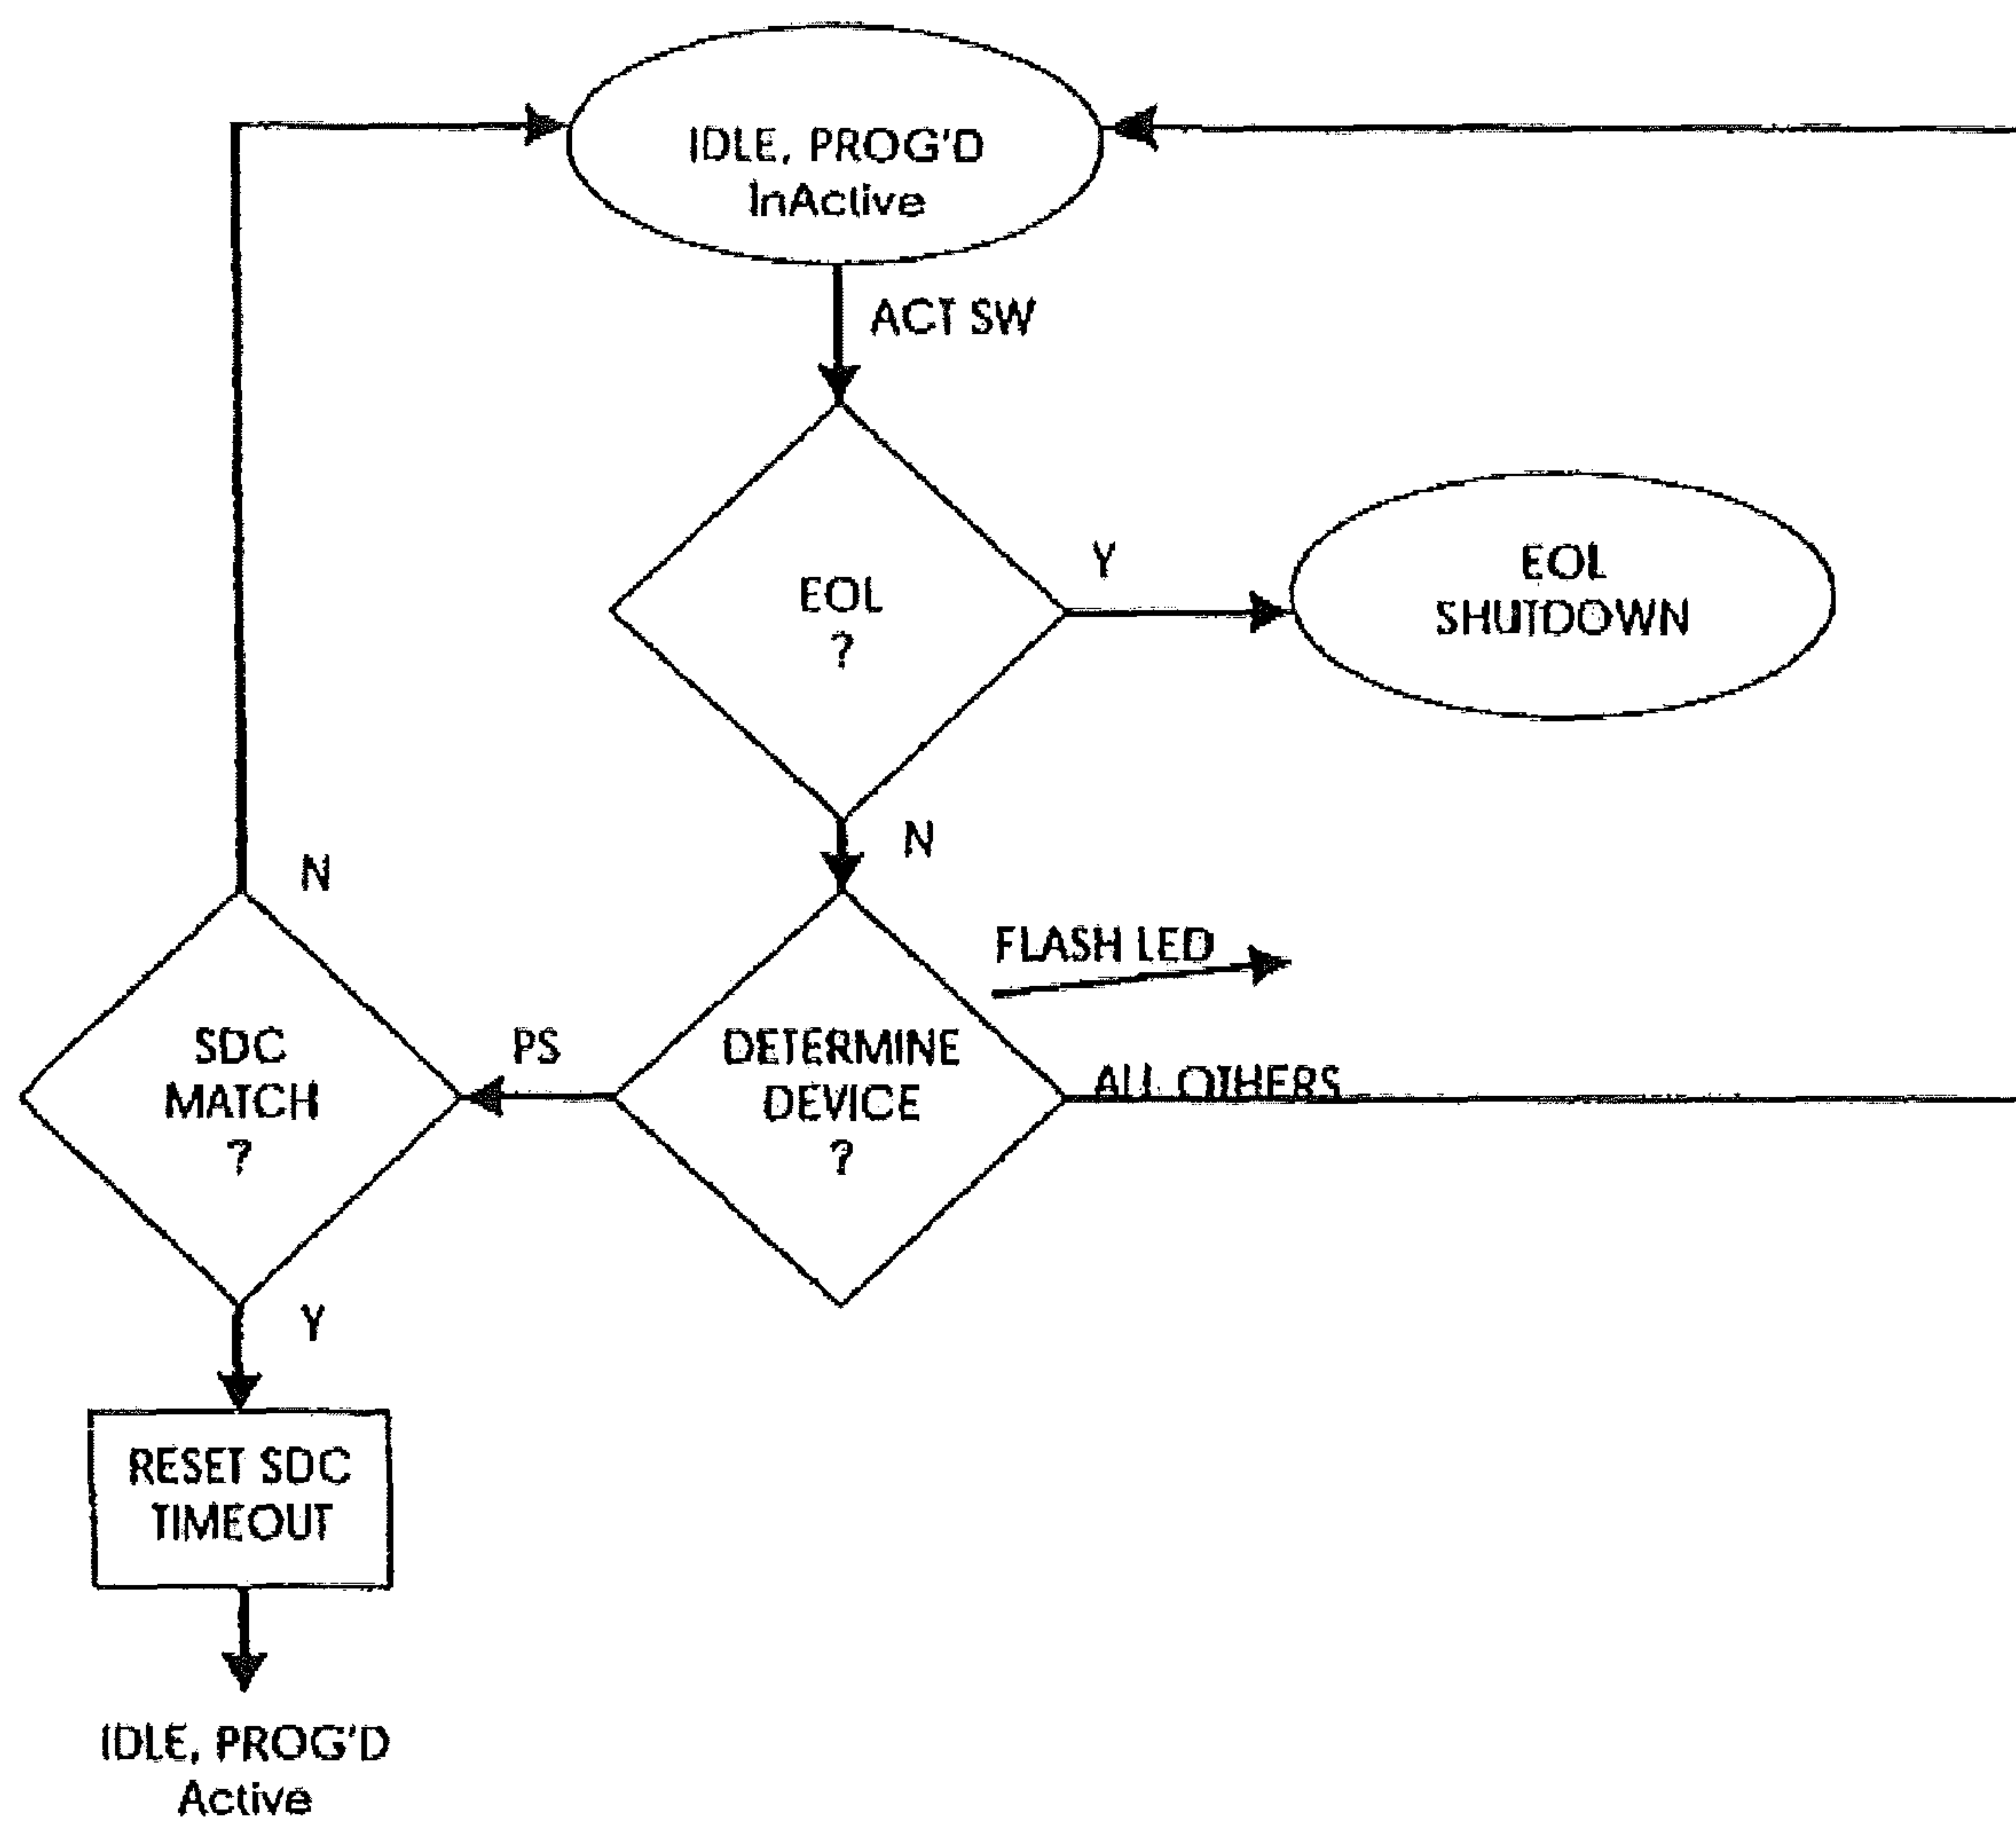 IDLE, PROG'D
InActive
ACT SW
EOL
?
Y
EOL
SHUTDOWN
N
N
FLASH LED
SDC
MATCH
?
PS
DETERMINE
DEVICE
?
ALL OTHERS
Y
RESET SDC
TIMEOUT
IDLE, PROG'D
Active